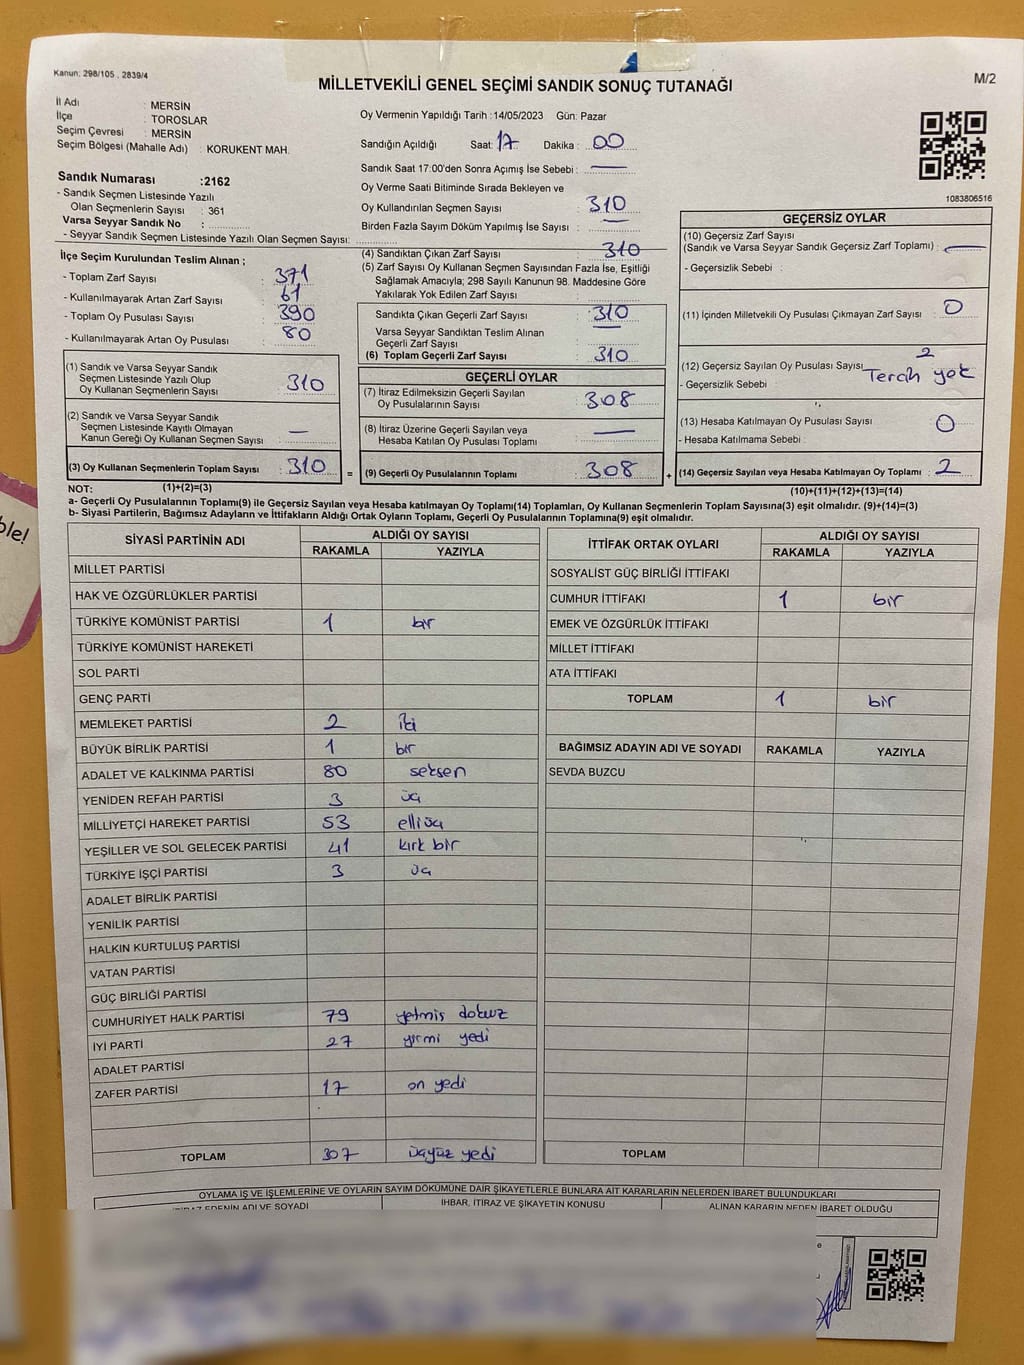 Kanun: 298/105 , 2839/4
MİLLETVEKİLİ GENEL SEÇİMİ SANDIK SONUÇ TUTANAĞI
M/2
İl Adı : MERSİN
İlçe : TOROSLAR
Seçim Çevresi : MERSİN
Seçim Bölgesi (Mahalle Adı) : KORUKENT MAH.
Sandık Numarası :2162
- Sandık Seçmen Listesinde Yazılı
Olan Seçmenlerin Sayısı : 361
Varsa Seyyar Sandık No :
- Seyyar Sandık Seçmen Listesinde Yazılı Olan Seçmen Sayısı:
Oy Vermenin Yapıldığı Tarih :14/05/2023 Gün: Pazar
Sandığın Açıldığı Saat: 17 Dakika : 00
Sandık Saat 17:00'den Sonra Açımış İse Sebebi : —
Oy Verme Saati Bitiminde Sırada Bekleyen ve
Oy Kullandırılan Seçmen Sayısı : 310
Birden Fazla Sayım Döküm Yapılmış İse Sayısı : —
1083806516
İlçe Seçim Kurulundan Teslim Alınan ;
- Toplam Zarf Sayısı : 371
- Kullanılmayarak Artan Zarf Sayısı : 61
- Toplam Oy Pusulası Sayısı : 390
- Kullanılmayarak Artan Oy Pusulası : 80
(4) Sandıktan Çıkan Zarf Sayısı : 310
(5) Zarf Sayısı Oy Kullanan Seçmen Sayısından Fazla İse, Eşitliği
Sağlamak Amacıyla; 298 Sayılı Kanunun 98. Maddesine Göre
Yakılarak Yok Edilen Zarf Sayısı :
Sandıkta Çıkan Geçerli Zarf Sayısı : 310
Varsa Seyyar Sandıktan Teslim Alınan
Geçerli Zarf Sayısı : —
(6) Toplam Geçerli Zarf Sayısı : 310
GEÇERSİZ OYLAR
(10) Geçersiz Zarf Sayısı
(Sandık ve Varsa Seyyar Sandık Geçersiz Zarf Toplamı) : —
- Geçersizlik Sebebi :
(11) İçinden Milletvekili Oy Pusulası Çıkmayan Zarf Sayısı : 0
(12) Geçersiz Sayılan Oy Pusulası Sayısı : 2
- Geçersizlik Sebebi : Tercih yok
(13) Hesaba Katılmayan Oy Pusulası Sayısı : 0
- Hesaba Katılmama Sebebi :
(14) Geçersiz Sayılan veya Hesaba Katılmayan Oy Toplamı : 2
(10)+(11)+(12)+(13)=(14)
(1) Sandık ve Varsa Seyyar Sandık
Seçmen Listesinde Yazılı Olup
Oy Kullanan Seçmenlerin Sayısı : 310
(2) Sandık ve Varsa Seyyar Sandık
Seçmen Listesinde Kayıtlı Olmayan
Kanun Gereği Oy Kullanan Seçmen Sayısı : —
(3) Oy Kullanan Seçmenlerin Toplam Sayısı : 310 =
(1)+(2)=(3)
GEÇERLİ OYLAR
(7) İtiraz Edilmeksizin Geçerli Sayılan
Oy Pusulalarının Sayısı : 308
(8) İtiraz Üzerine Geçerli Sayılan veya
Hesaba Katılan Oy Pusulası Toplamı : —
(9) Geçerli Oy Pusulalarının Toplamı : 308 +
NOT:
a- Geçerli Oy Pusulalarının Toplamı(9) ile Geçersiz Sayılan veya Hesaba katılmayan Oy Toplamı(14) Toplamları, Oy Kullanan Seçmenlerin Toplam Sayısına(3) eşit olmalıdır. (9)+(14)=(3)
b- Siyasi Partilerin, Bağımsız Adayların ve İttifakların Aldığı Ortak Oyların Toplamı, Geçerli Oy Pusulalarının Toplamına(9) eşit olmalıdır.
SİYASİ PARTİNİN ADI ALDIĞI OY SAYISI
RAKAMLA YAZIYLA
MİLLET PARTİSİ
HAK VE ÖZGÜRLÜKLER PARTİSİ
TÜRKİYE KOMÜNİST PARTİSİ 1 bir
TÜRKİYE KOMÜNİST HAREKETİ
SOL PARTİ
GENÇ PARTİ
MEMLEKET PARTİSİ 2 iki
BÜYÜK BİRLİK PARTİSİ 1 bir
ADALET VE KALKINMA PARTİSİ 80 seksen
YENİDEN REFAH PARTİSİ 3 üç
MİLLİYETÇİ HAREKET PARTİSİ 53 elli üç
YEŞİLLER VE SOL GELECEK PARTİSİ 41 kırk bir
TÜRKİYE İŞÇİ PARTİSİ 3 üç
ADALET BİRLİK PARTİSİ
YENİLİK PARTİSİ
HALKIN KURTULUŞ PARTİSİ
VATAN PARTİSİ
GÜÇ BİRLİĞİ PARTİSİ
CUMHURİYET HALK PARTİSİ 79 yetmiş dokuz
İYİ PARTİ 27 yirmi yedi
ADALET PARTİSİ
ZAFER PARTİSİ 17 on yedi
TOPLAM 307 üçyüz yedi
İTTİFAK ORTAK OYLARI ALDIĞI OY SAYISI
RAKAMLA YAZIYLA
SOSYALİST GÜÇ BİRLİĞİ İTTİFAKI
CUMHUR İTTİFAKI 1 bir
EMEK VE ÖZGÜRLÜK İTTİFAKI
MİLLET İTTİFAKI
ATA İTTİFAKI
TOPLAM 1 bir
BAĞIMSIZ ADAYIN ADI VE SOYADI RAKAMLA YAZIYLA
SEVDA BUZCU
TOPLAM
OYLAMA İŞ VE İŞLEMLERİNE VE OYLARIN SAYIM DÖKÜMÜNE DAİR ŞİKAYETLERLE BUNLARA AİT KARARLARIN NELERDEN İBARET BULUNDUKLARI
EDENİN ADI VE SOYADI İHBAR, İTİRAZ VE ŞİKAYETİN KONUSU ALINAN KARARIN NEDEN İBARET OLDUĞU
ble!